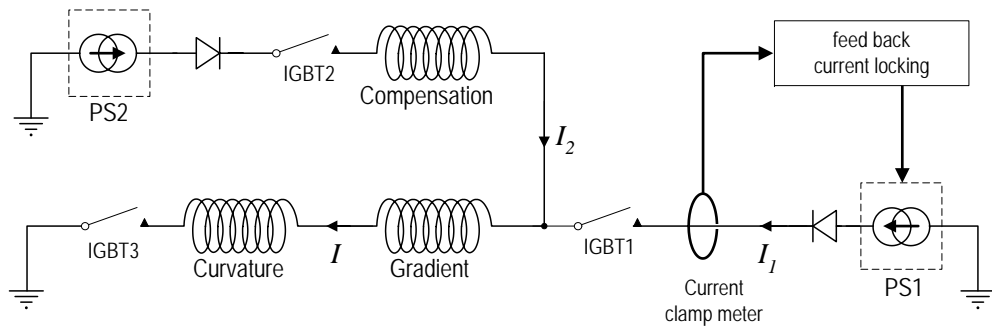 feed back
current locking
IGBT2
PS2
Compensation
I2
IGBT3
Curvature
I
Gradient
IGBT1
I1
PS1
Current
clamp meter